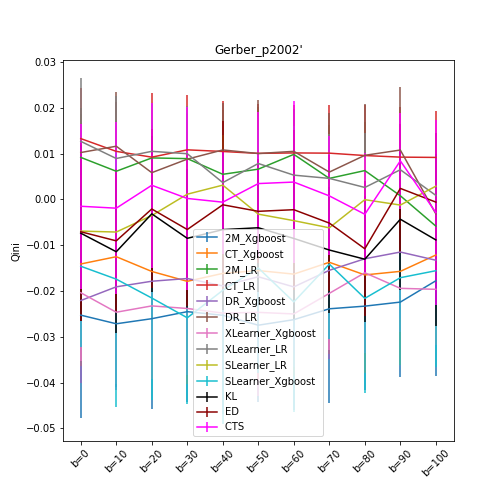 Gerber_p2002'
0.03
0.02
0.01
0.00
−0.01
−0.02
−0.03
−0.04
−0.05
Qini
2M_Xgboost
CT_Xgboost
2M_LR
CT_LR
DR_Xgboost
DR_LR
XLearner_Xgboost
XLearner_LR
SLearner_LR
SLearner_Xgboost
KL
ED
CTS
b=0
b=10
b=20
b=30
b=40
b=50
b=60
b=70
b=80
b=90
b=100